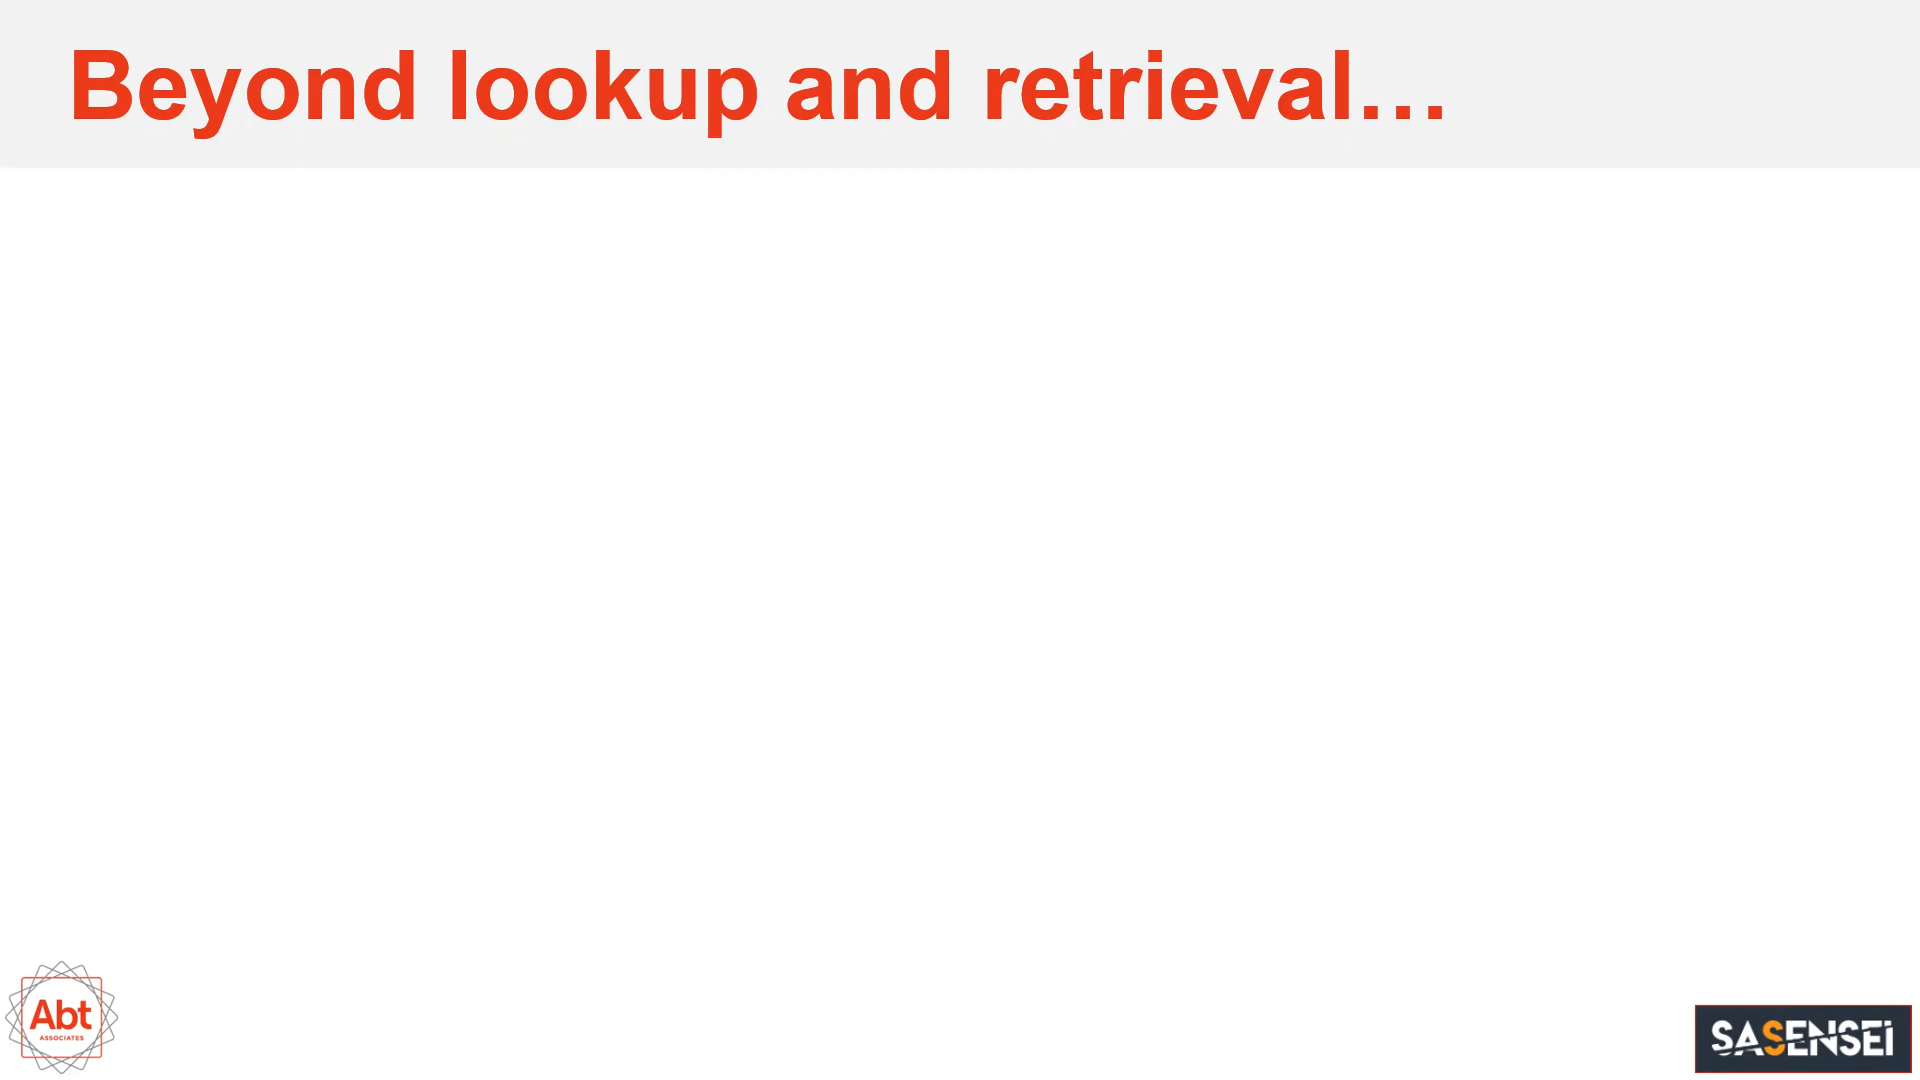 Beyond lookup and retrieval…
Abt
ASSOCIATES
SASENSEI